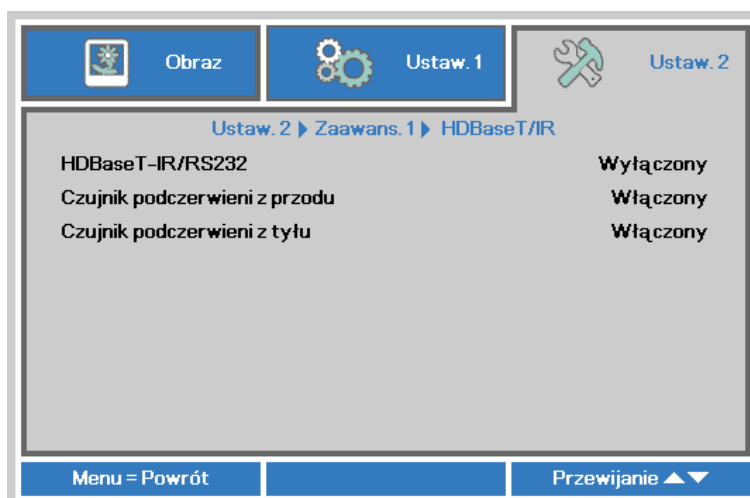 Obraz Ustaw. 1 Ustaw. 2
Ustaw. 2 ▶ Zaawans. 1 ▶ HDBaseT/IR
HDBaseT-IR/RS232 Wyłączony
Czujnik podczerwieni z przodu Włączony
Czujnik podczerwieni z tyłu Włączony
Menu = Powrót Przewijanie ▲▼